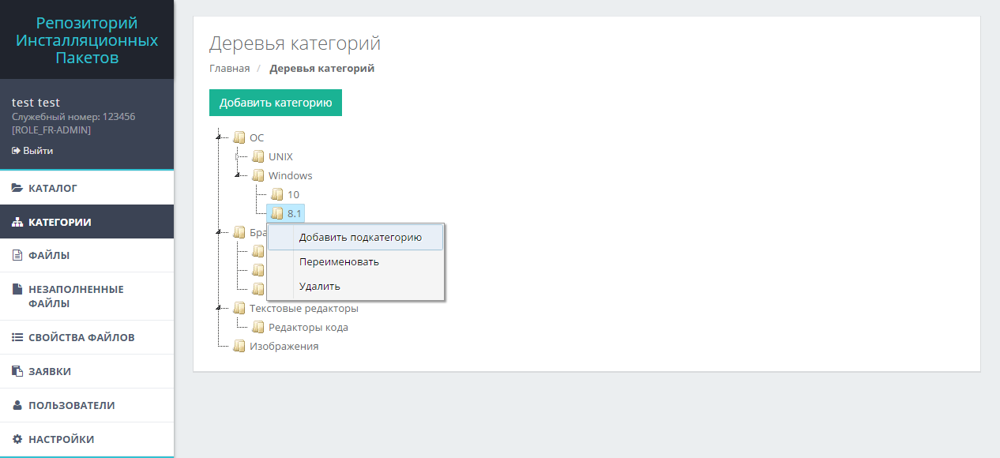 Репозиторий
Инсталляционных
Пакетов
test test
Служебный номер: 123456
[ROLE_FR-ADMIN]
Выйти
КАТАЛОГ
КАТЕГОРИИ
ФАЙЛЫ
НЕЗАПОЛНЕННЫЕ
ФАЙЛЫ
СВОЙСТВА ФАЙЛОВ
ЗАЯВКИ
ПОЛЬЗОВАТЕЛИ
НАСТРОЙКИ
Деревья категорий
Главная / Деревья категорий
Добавить категорию
ОС
UNIX
Windows
10
8.1
Бра
Добавить подкатегорию
Переименовать
Удалить
Текстовые редакторы
Редакторы кода
Изображения